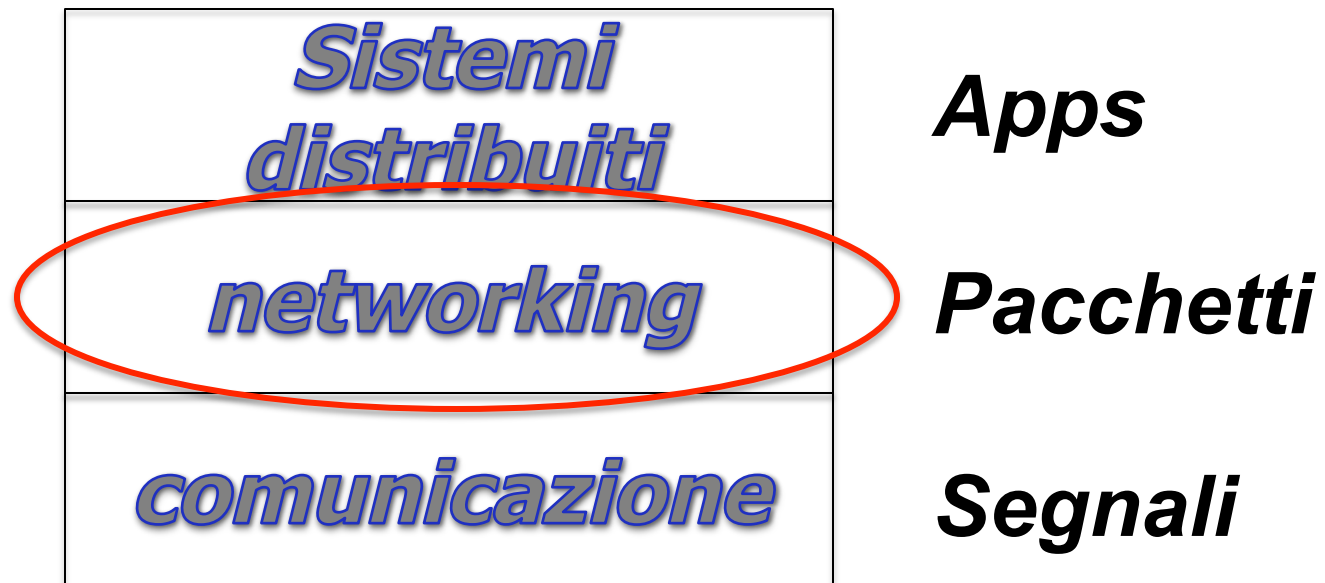 Sistemi
distribuiti
Apps
networking
Pacchetti
comunicazione
Segnali